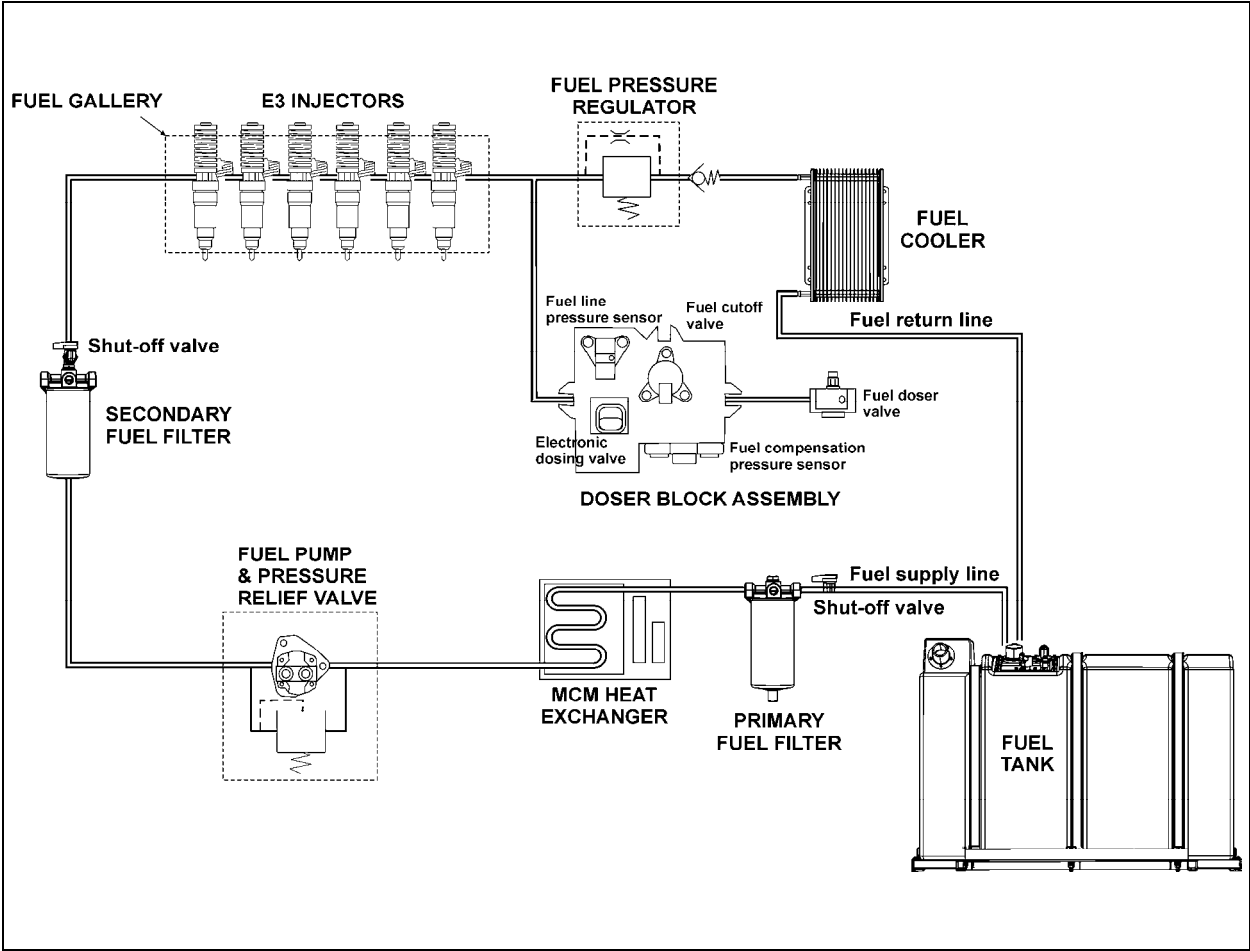 FUEL PRESSURE
REGULATOR
FUEL GALLERY
E3 INJECTORS
FUEL
COOLER
Fuel line
pressure sensor
Fuel cutoff
valve
Fuel return line
Shut-off valve
SECONDARY
FUEL FILTER
Fuel doser
valve
Electronic
dosing valve
Fuel compensation
pressure sensor
DOSER BLOCK ASSEMBLY
FUEL PUMP
& PRESSURE
RELIEF VALVE
Fuel supply line
Shut-off valve
MCM HEAT
EXCHANGER
PRIMARY
FUEL FILTER
FUEL
TANK